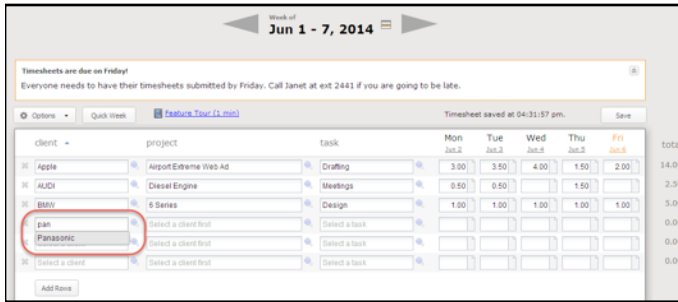 Week of
Jun 1 - 7, 2014
Timesheets are due on Friday!
Everyone needs to have their timesheets submitted by Friday. Call Janet at ext 2441 if you are going to be late.
Options Quick Week Feature Tour (1 min) Timesheet saved at 04:31:57 pm. Save
client project task Mon Tue Wed Thu Fri
Jun 2 Jun 3 Jun 4 Jun 5 Jun 6 tota
Apple Airport Extreme Web Ad Drafting 3.00 3.50 4.00 1.50 2.00 14.0
AUDI Diesel Engine Meetings 0.50 0.50 1.50 2.5
BMW 6 Series Design 1.00 1.00 1.00 1.00 1.00 5.0
pan Select a client first Select a task 0.0
Panasonic Select a client first Select a task 0.0
Select a client Select a client first Select a task 0.0
Add Rows